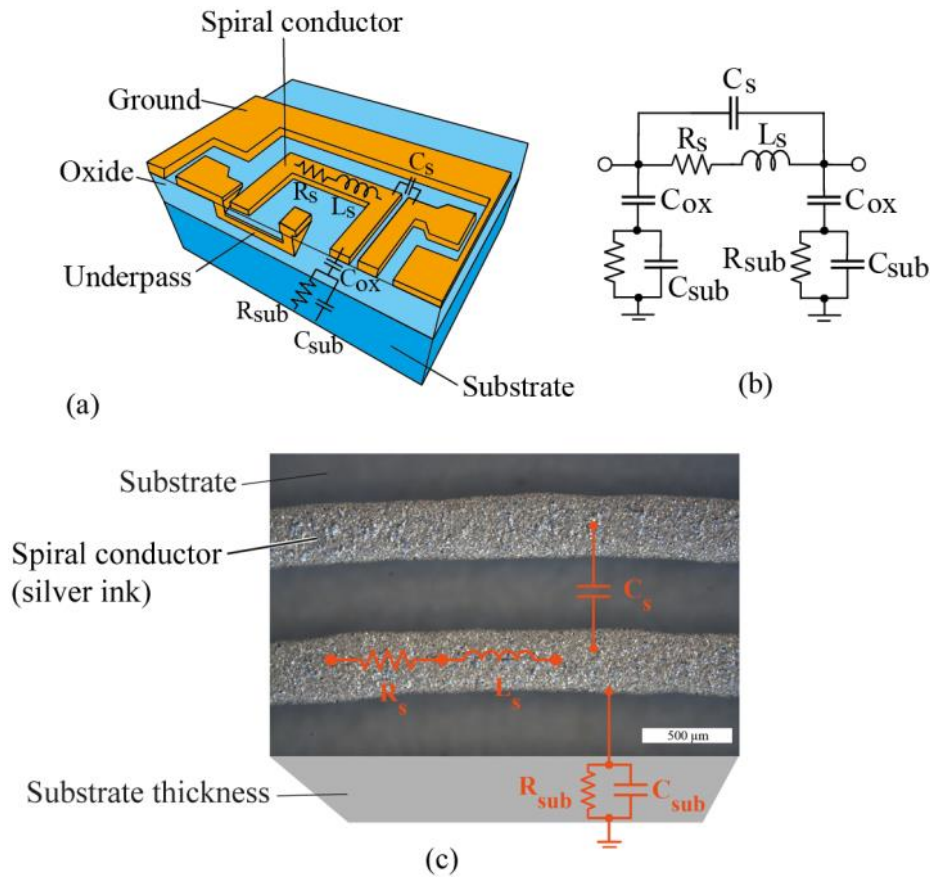 (a)
Spiral conductor
Ground
Oxide
Underpass
Rs
Ls
Cs
Cox
Rsub
Csub
Substrate
Cs
Rs
Ls
Cox
Cox
Csub
Rsub
Csub
(b)
Substrate
Spiral conductor
(silver ink)
Cs
Rs
Ls
500 µm
Substrate thickness
Rsub
Csub
(c)